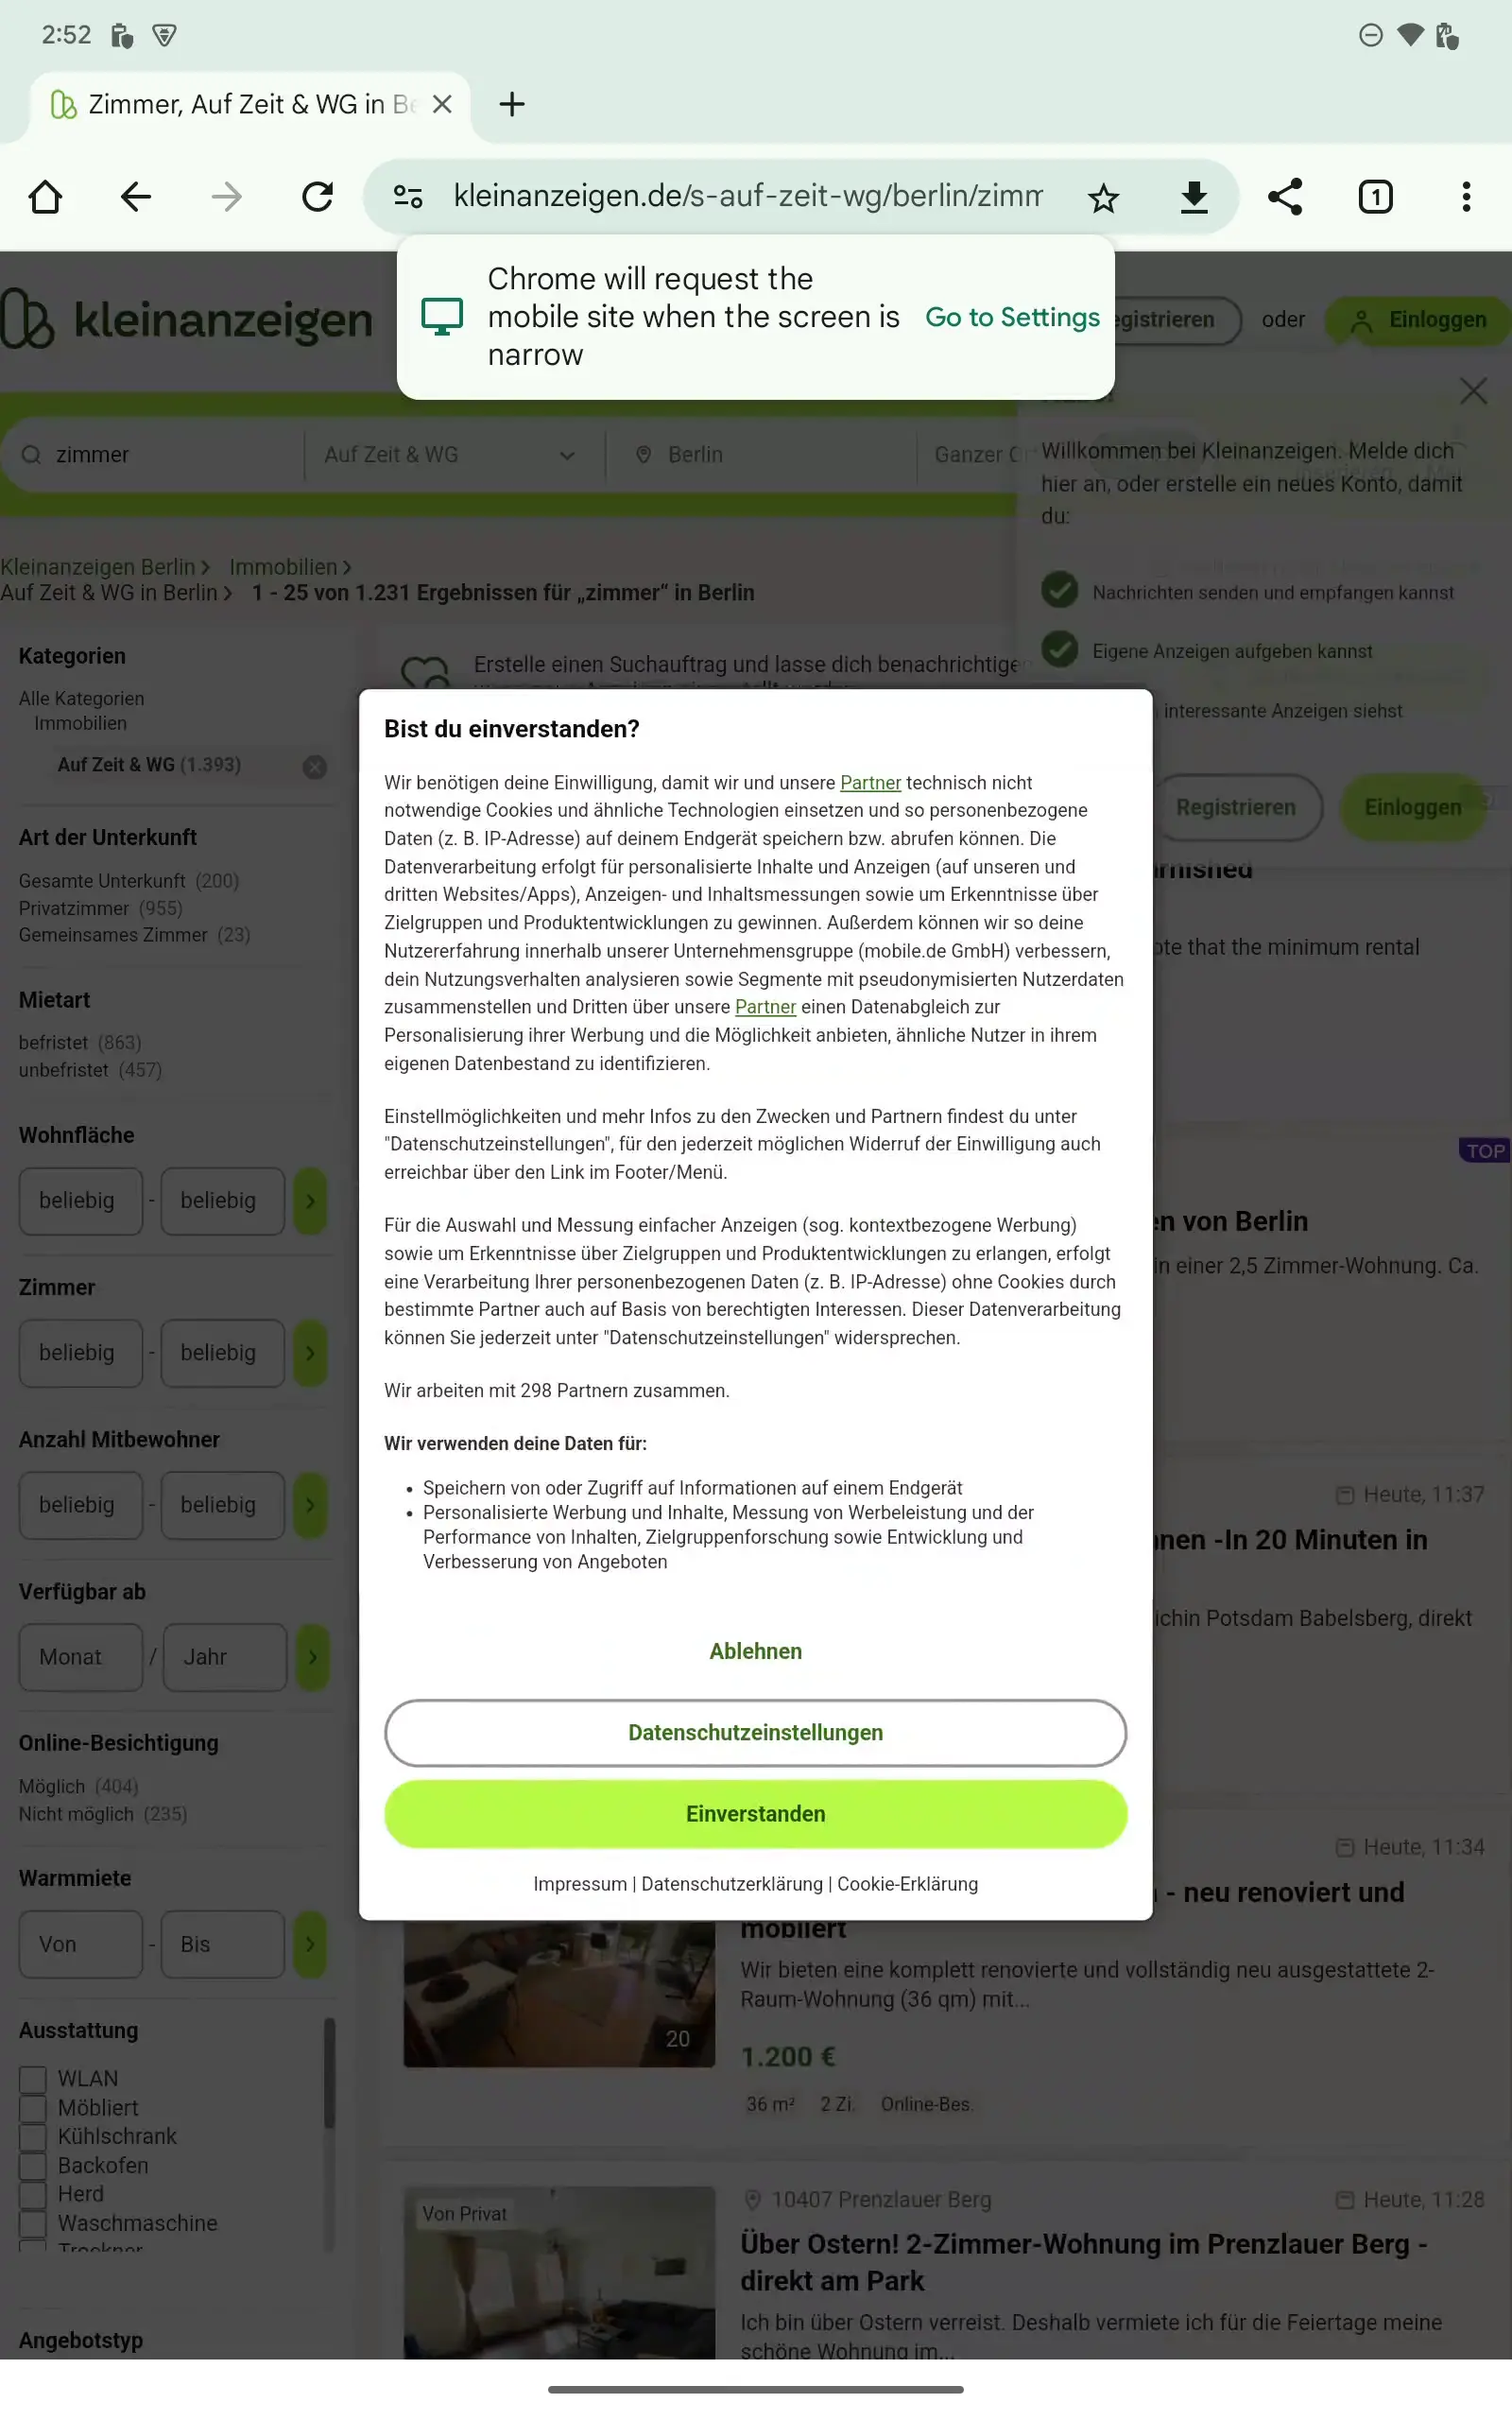 2:52
Zimmer, Auf Zeit & WG in Be
kleinanzeigen.de/s-auf-zeit-wg/berlin/zimm
1
Chrome will request the
mobile site when the screen is
narrow
Go to Settings
kleinanzeigen
egistrieren oder Einloggen
zimmer
Auf Zeit & WG
Berlin
Ganzer Or
Willkommen bei Kleinanzeigen. Melde dich
hier an, oder erstelle ein neues Konto, damit
du:
Nachrichten senden und empfangen kannst
Eigene Anzeigen aufgeben kannst
interessante Anzeigen siehst
Registrieren
Einloggen
Kleinanzeigen Berlin Immobilien
Auf Zeit & WG in Berlin 1 - 25 von 1.231 Ergebnissen für „zimmer“ in Berlin
Erstelle einen Suchauftrag und lasse dich benachrichtigen
Kategorien
Alle Kategorien
Immobilien
Auf Zeit & WG (1.393)
Art der Unterkunft
Gesamte Unterkunft (200)
Privatzimmer (955)
Gemeinsames Zimmer (23)
Mietart
befristet (863)
unbefristet (457)
Wohnfläche
beliebig - beliebig
Zimmer
beliebig - beliebig
Anzahl Mitbewohner
beliebig - beliebig
Verfügbar ab
Monat / Jahr
Online-Besichtigung
Möglich (404)
Nicht möglich (235)
Warmmiete
Von - Bis
Ausstattung
WLAN
Möbliert
Kühlschrank
Backofen
Herd
Waschmaschine
Trockner
Angebotstyp
Bist du einverstanden?
Wir benötigen deine Einwilligung, damit wir und unsere Partner technisch nicht
notwendige Cookies und ähnliche Technologien einsetzen und so personenbezogene
Daten (z. B. IP-Adresse) auf deinem Endgerät speichern bzw. abrufen können. Die
Datenverarbeitung erfolgt für personalisierte Inhalte und Anzeigen (auf unseren und
dritten Websites/Apps), Anzeigen- und Inhaltsmessungen sowie um Erkenntnisse über
Zielgruppen und Produktentwicklungen zu gewinnen. Außerdem können wir so deine
Nutzererfahrung innerhalb unserer Unternehmensgruppe (mobile.de GmbH) verbessern,
dein Nutzungsverhalten analysieren sowie Segmente mit pseudonymisierten Nutzerdaten
zusammenstellen und Dritten über unsere Partner einen Datenabgleich zur
Personalisierung ihrer Werbung und die Möglichkeit anbieten, ähnliche Nutzer in ihrem
eigenen Datenbestand zu identifizieren.
Einstellmöglichkeiten und mehr Infos zu den Zwecken und Partnern findest du unter
"Datenschutzeinstellungen", für den jederzeit möglichen Widerruf der Einwilligung auch
erreichbar über den Link im Footer/Menü.
Für die Auswahl und Messung einfacher Anzeigen (sog. kontextbezogene Werbung)
sowie um Erkenntnisse über Zielgruppen und Produktentwicklungen zu erlangen, erfolgt
eine Verarbeitung Ihrer personenbezogenen Daten (z. B. IP-Adresse) ohne Cookies durch
bestimmte Partner auch auf Basis von berechtigten Interessen. Dieser Datenverarbeitung
können Sie jederzeit unter "Datenschutzeinstellungen" widersprechen.
Wir arbeiten mit 298 Partnern zusammen.
Wir verwenden deine Daten für:
• Speichern von oder Zugriff auf Informationen auf einem Endgerät
• Personalisierte Werbung und Inhalte, Messung von Werbeleistung und der
Performance von Inhalten, Zielgruppenforschung sowie Entwicklung und
Verbesserung von Angeboten
Ablehnen
Datenschutzeinstellungen
Einverstanden
Impressum | Datenschutzerklärung | Cookie-Erklärung
rnished
ote that the minimum rental
TOP
en von Berlin
in einer 2,5 Zimmer-Wohnung. Ca.
Heute, 11:37
nnen -In 20 Minuten in
ichin Potsdam Babelsberg, direkt
Heute, 11:34
- neu renoviert und
möbliert
Wir bieten eine komplett renovierte und vollständig neu ausgestattete 2-
Raum-Wohnung (36 qm) mit...
20
1.200 €
36 m² 2 Zi. Online-Bes.
Von Privat
10407 Prenzlauer Berg
Heute, 11:28
Über Ostern! 2-Zimmer-Wohnung im Prenzlauer Berg -
direkt am Park
Ich bin über Ostern verreist. Deshalb vermiete ich für die Feiertage meine
schöne Wohnung im...